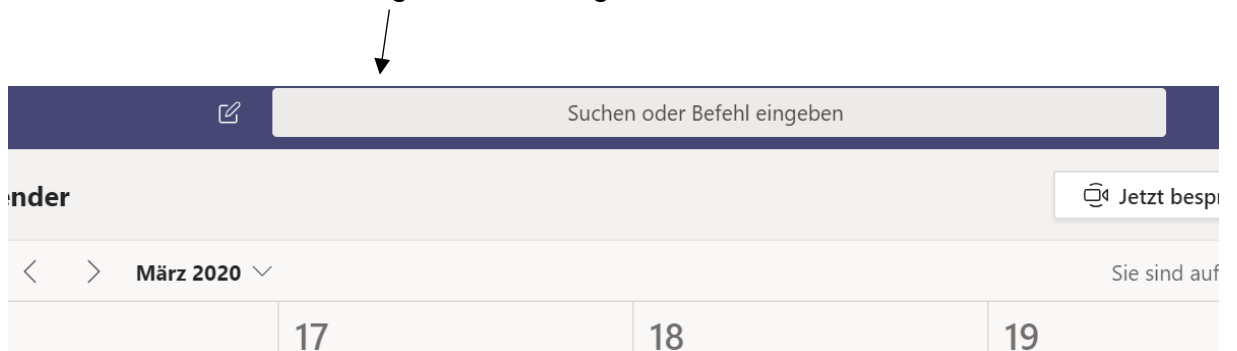 Suchen oder Befehl eingeben
ender
Jetzt bespr
März 2020
Sie sind auf
17 18 19